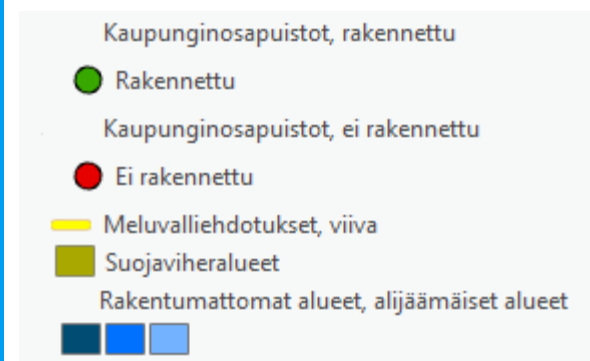 Kaupunginosapuistot, rakennettu
Rakennettu
Kaupunginosapuistot, ei rakennettu
Ei rakennettu
Meluvalliehdotukset, viiva
Suojaviheralueet
Rakentumattomat alueet, alijäämäiset alueet